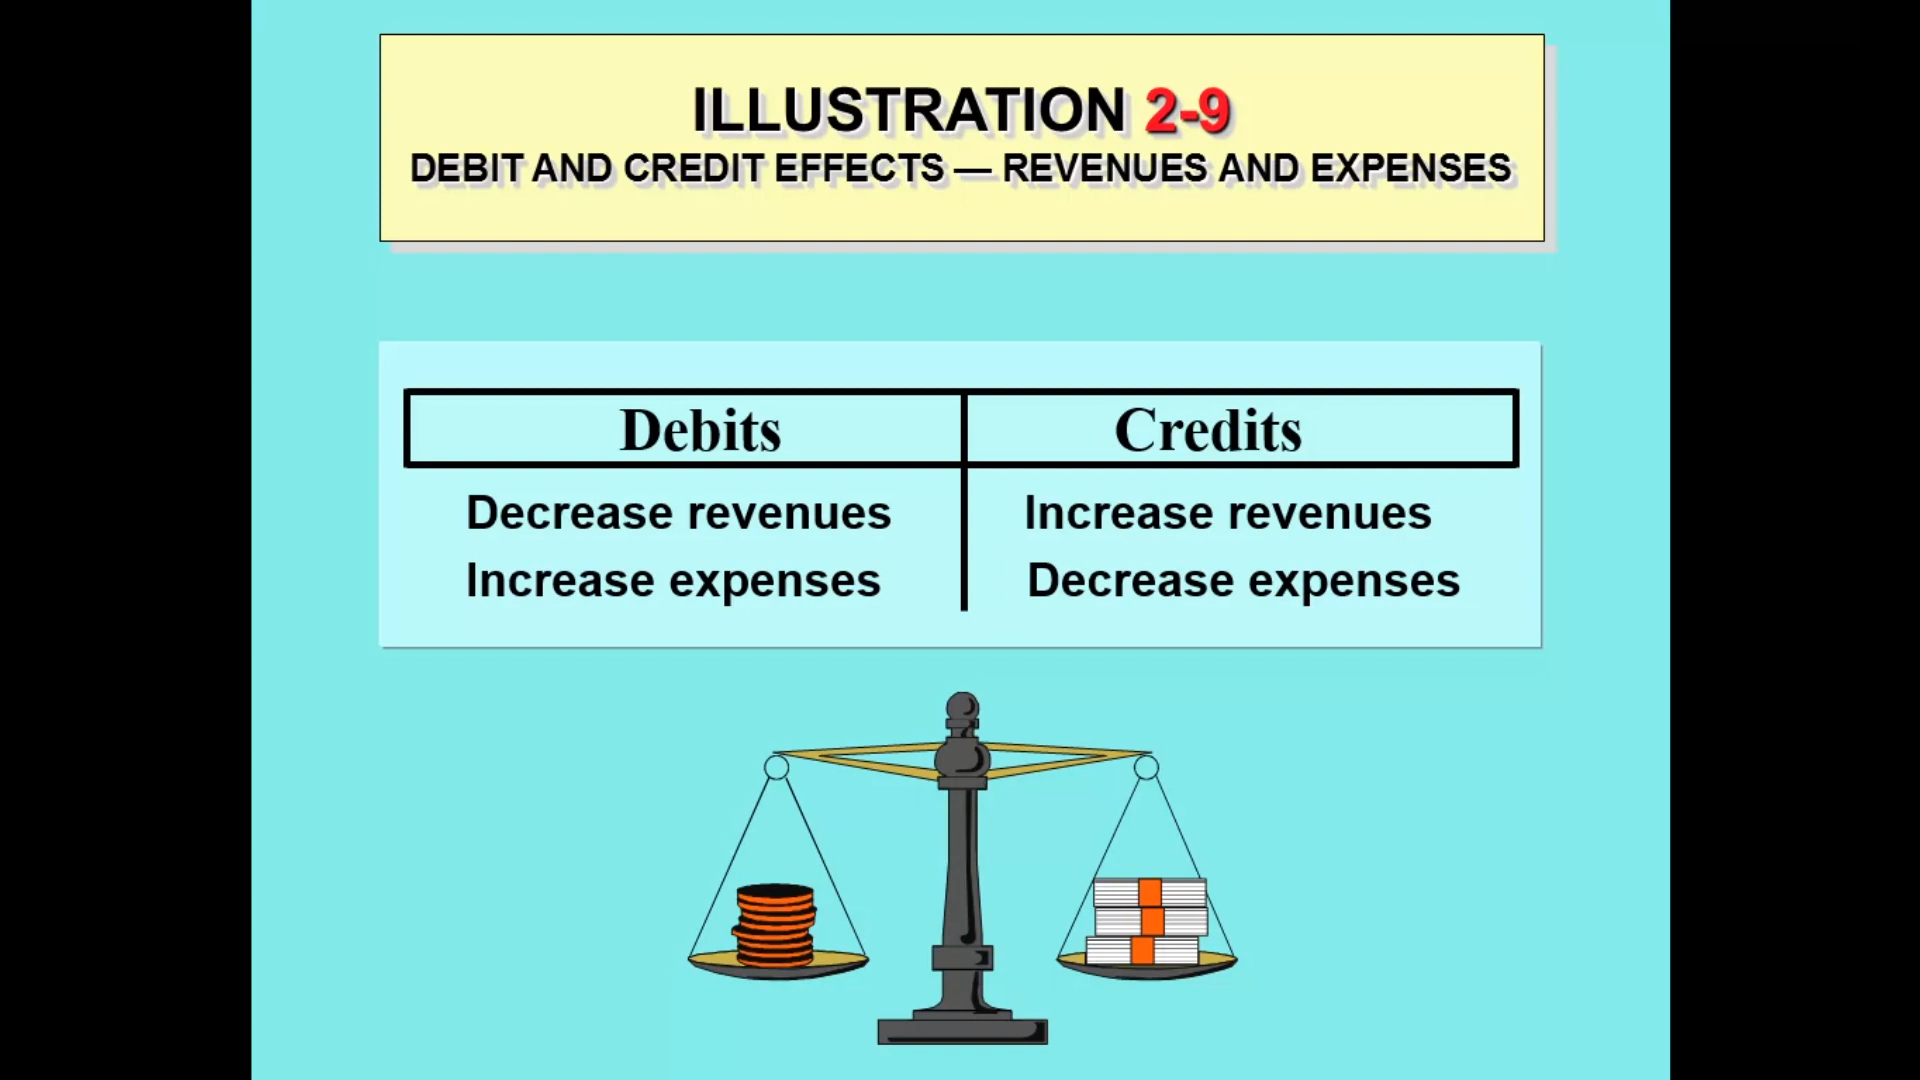 ILLUSTRATION 2-9
DEBIT AND CREDIT EFFECTS — REVENUES AND EXPENSES
Debits Credits
Decrease revenues Increase revenues
Increase expenses Decrease expenses